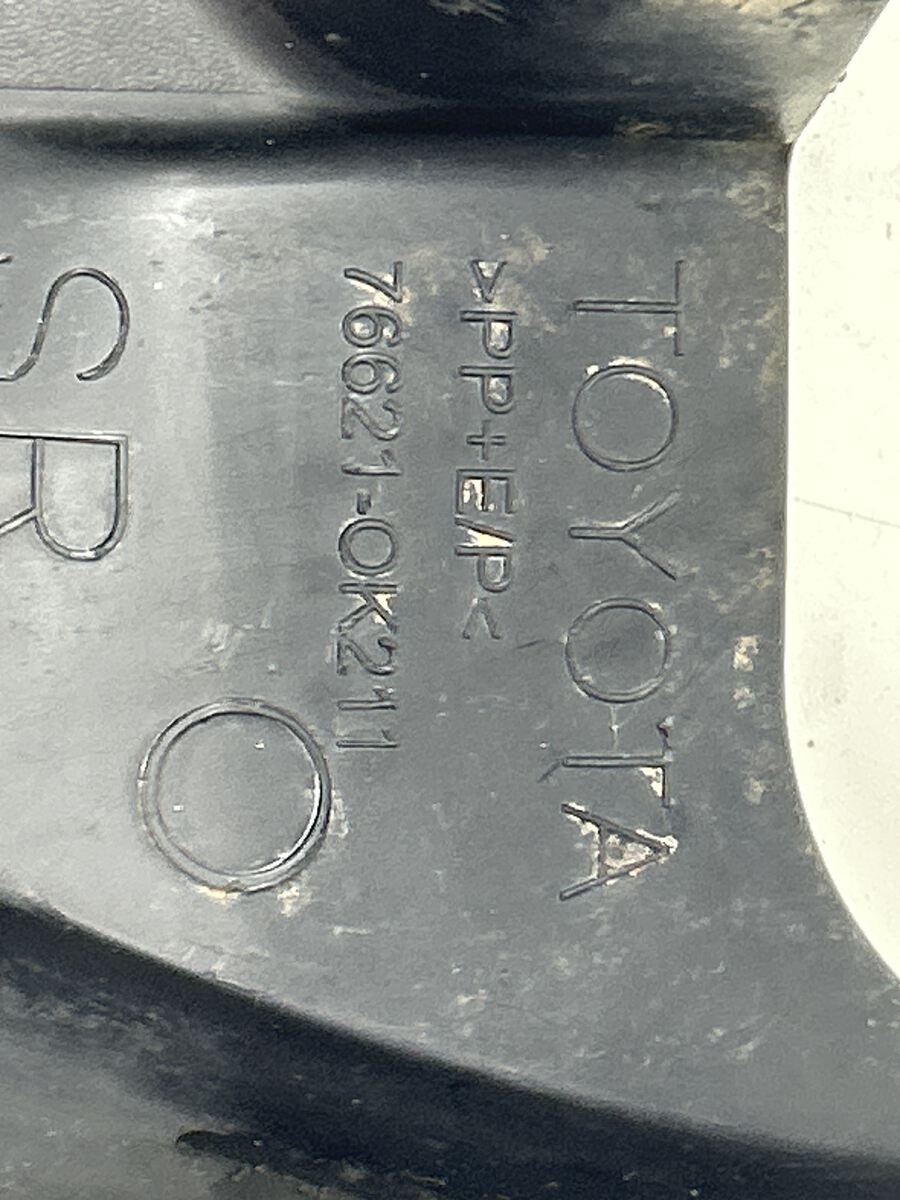 TOYOTA
>PP+E/P<
76621-0K211
SR